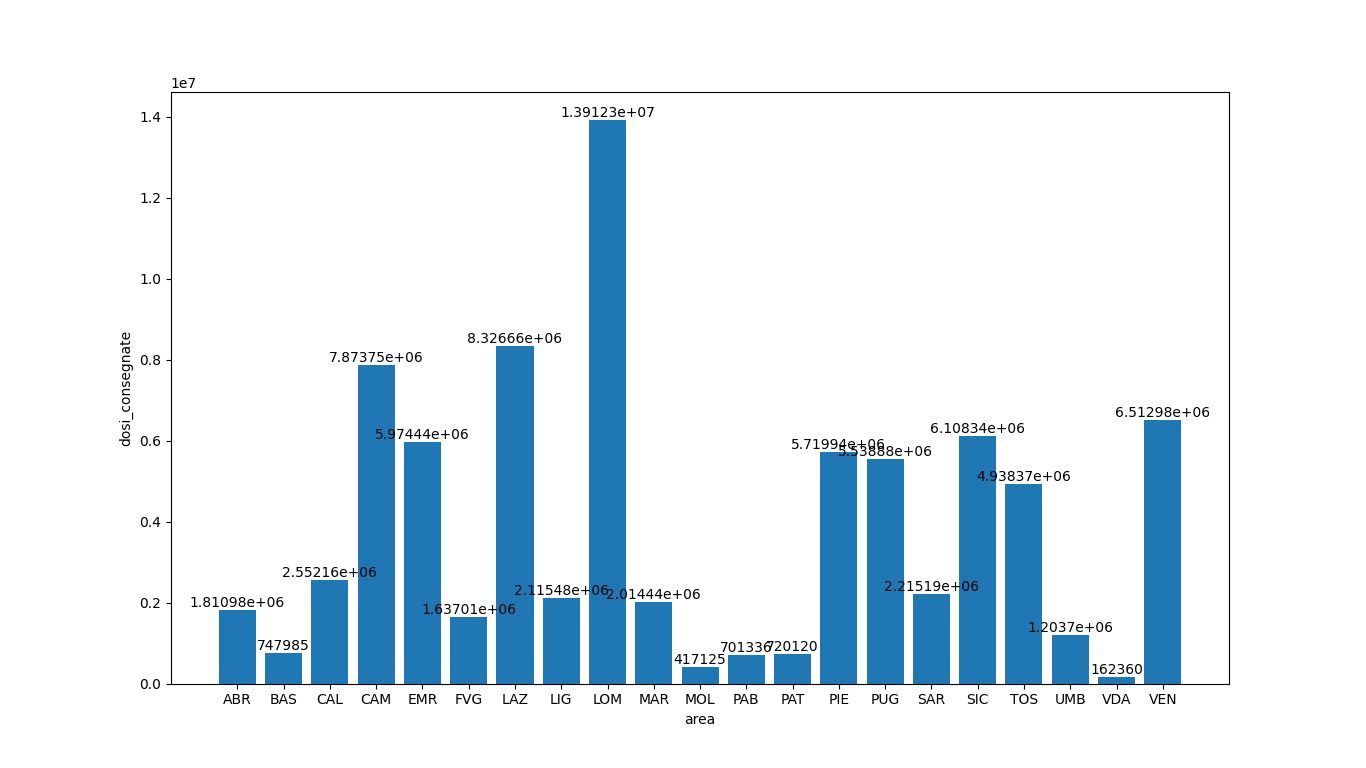 1e7
1.4
1.2
1.0
0.8
0.6
0.4
0.2
0.0
dosi_consegnate
1.81098e+06
747985
2.55216e+06
7.87375e+06
5.97444e+06
1.63701e+06
8.32666e+06
2.11548e+06
1.39123e+07
2.01444e+06
417125
701336
720120
5.71994e+06
5.53888e+06
2.21519e+06
6.10834e+06
4.93837e+06
1.2037e+06
162360
6.51298e+06
ABR BAS CAL CAM EMR FVG LAZ LIG LOM MAR MOL PAB PAT PIE PUG SAR SIC TOS UMB VDA VEN
area